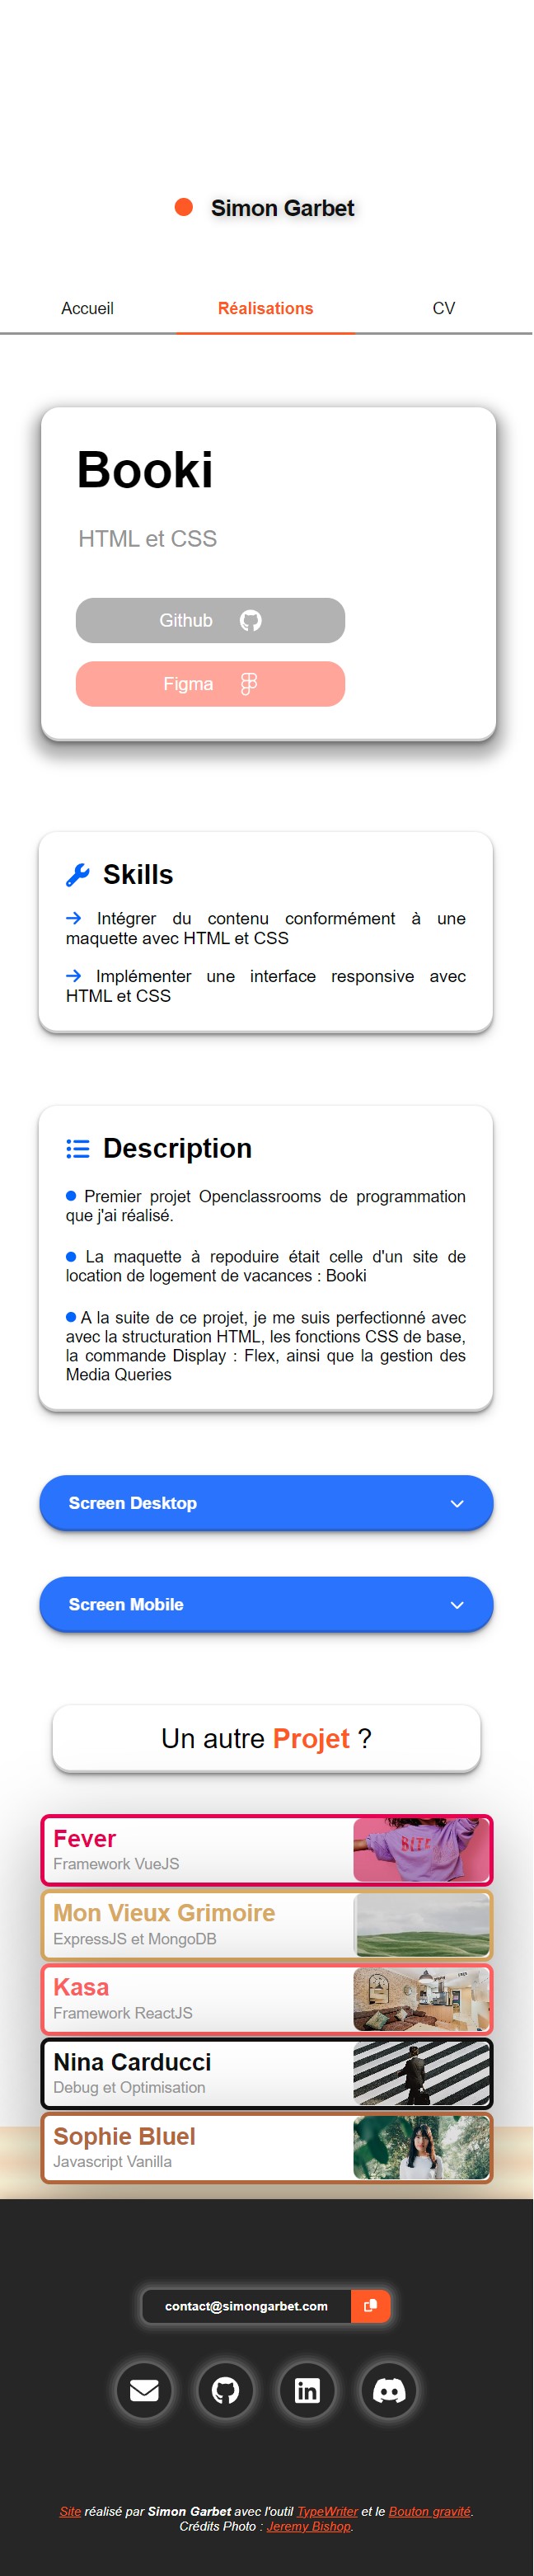 Simon Garbet
Accueil
Réalisations
CV
Booki
HTML et CSS
Github
Figma
Skills
Intégrer du contenu conformément à une
maquette avec HTML et CSS
Implémenter une interface responsive avec
HTML et CSS
Description
Premier projet Openclassrooms de programmation
que j'ai réalisé.
La maquette à repoduire était celle d'un site de
location de logement de vacances : Booki
A la suite de ce projet, je me suis perfectionné avec
avec la structuration HTML, les fonctions CSS de base,
la commande Display : Flex, ainsi que la gestion des
Media Queries
Screen Desktop
Screen Mobile
Un autre Projet ?
Fever
Framework VueJS
Mon Vieux Grimoire
ExpressJS et MongoDB
Kasa
Framework ReactJS
Nina Carducci
Debug et Optimisation
Sophie Bluel
Javascript Vanilla
contact@simongarbet.com
Site réalisé par Simon Garbet avec l'outil TypeWriter et le Bouton gravité.
Crédits Photo : Jeremy Bishop.